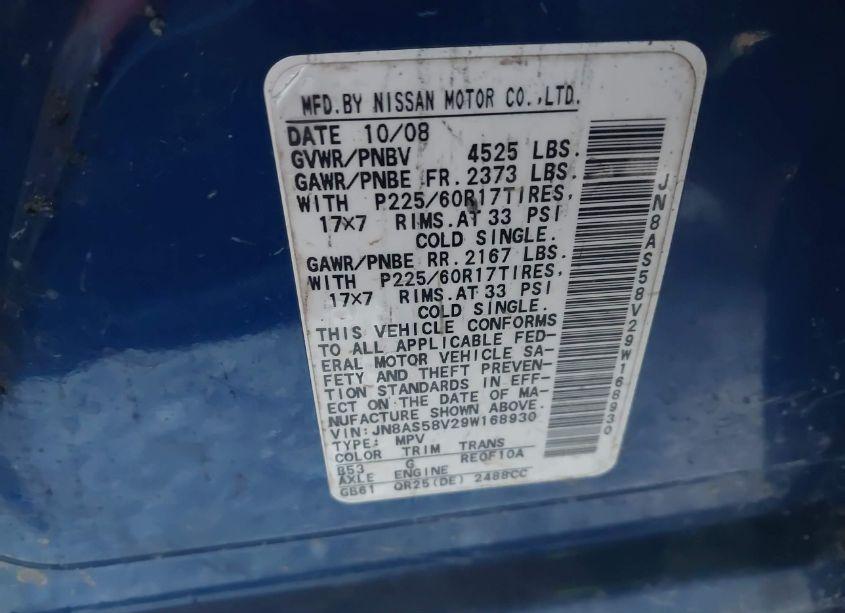 MFD.BY NISSAN MOTOR CO.,LTD.
DATE 10/08
GVWR/PNBV 4525 LBS.
GAWR/PNBE FR. 2373 LBS.
WITH P225/60R17TIRES,
17×7 RIMS.AT 33 PSI
COLD SINGLE.
GAWR/PNBE RR. 2167 LBS.
WITH P225/60R17TIRES,
17×7 RIMS.AT 33 PSI
COLD SINGLE.
THIS VEHICLE CONFORMS
TO ALL APPLICABLE FED-
ERAL MOTOR VEHICLE SA-
FETY AND THEFT PREVEN-
TION STANDARDS IN EFF-
ECT ON THE DATE OF MA-
NUFACTURE SHOWN ABOVE.
VIN: JN8AS58V29W168930
TYPE: MPV
COLOR TRIM TRANS
B53 G RE0F10A
AXLE ENGINE
GB61 QR25(DE) 2488CC
JN8AS58V29W168930